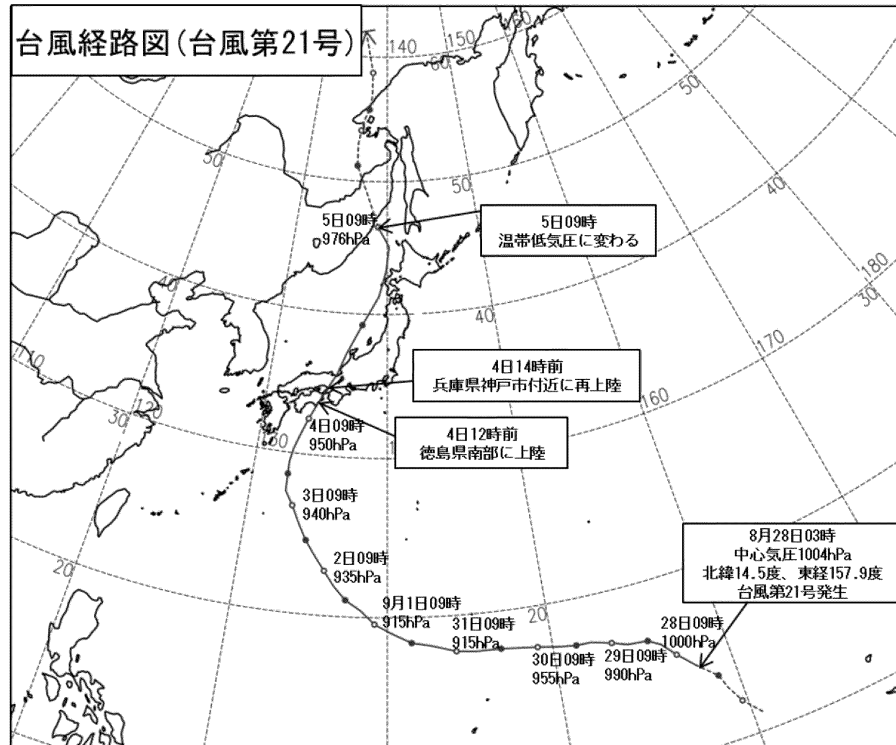 台風経路図(台風第21号)
140
150
160
60
50
50
40
180
30
5日09時
976hPa
5日09時
温帯低気圧に変わる
40
40
170
110
120
30
130
160
4日14時前
兵庫県神戸市付近に再上陸
4日09時
950hPa
4日12時前
徳島県南部に上陸
3日09時
940hPa
8月28日03時
中心気圧1004hPa
北緯14.5度、東経157.9度
台風第21号発生
20
2日09時
935hPa
9月1日09時
915hPa
31日09時
915hPa
20
28日09時
1000hPa
30日09時
955hPa
29日09時
990hPa